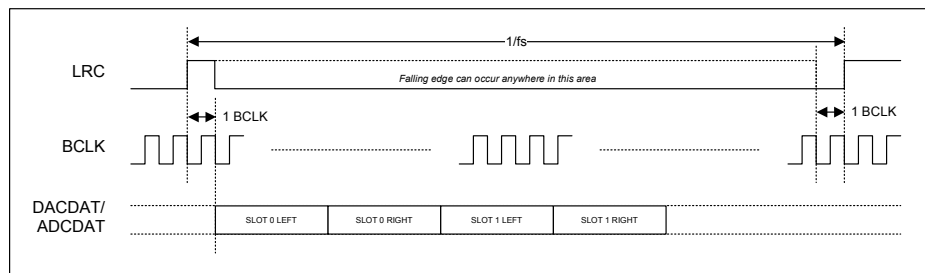 1/fs
LRC
Falling edge can occur anywhere in this area
1 BCLK
1 BCLK
BCLK
DACDAT/
ADCDAT
SLOT 0 LEFT
SLOT 0 RIGHT
SLOT 1 LEFT
SLOT 1 RIGHT